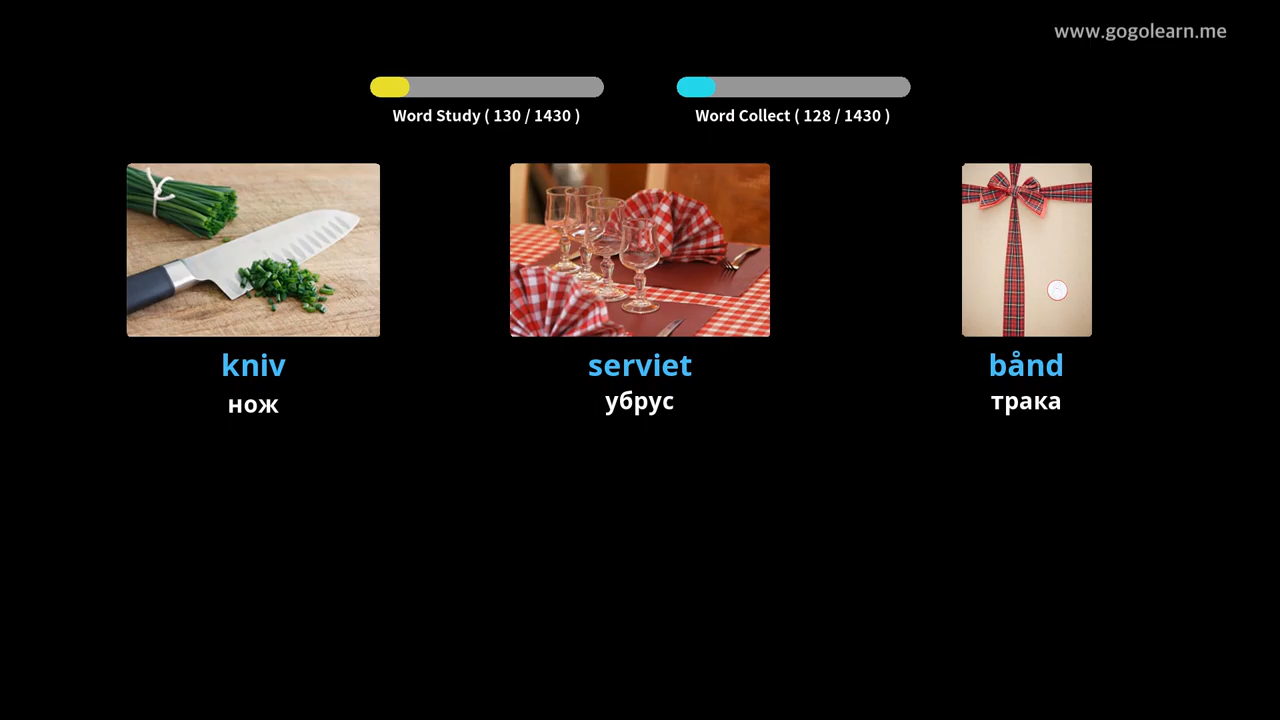 www.gogolearn.me
Word Study ( 130 / 1430 )
Word Collect ( 128 / 1430 )
kniv
serviet
bånd
нож
убрус
трака